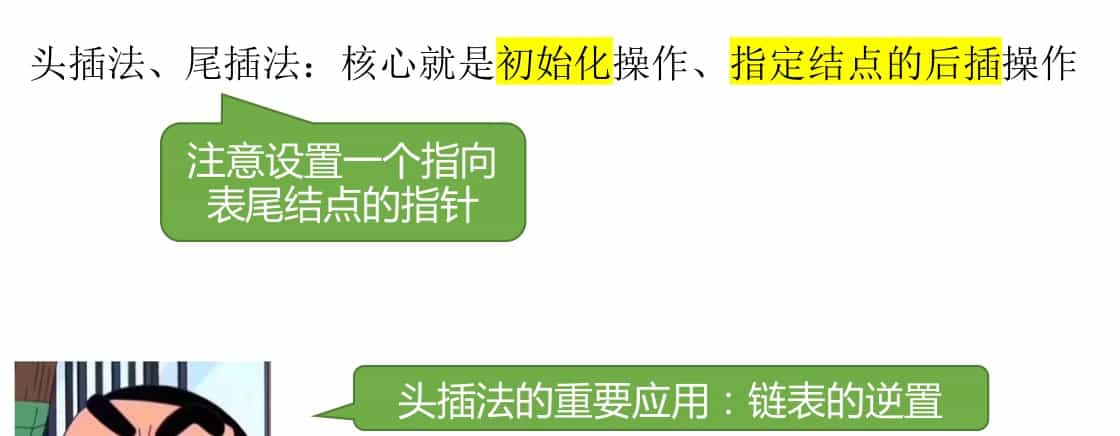 头插法、尾插法：核心就是初始化操作、指定结点的后插操作
注意设置一个指向
表尾结点的指针
头插法的重要应用：链表的逆置